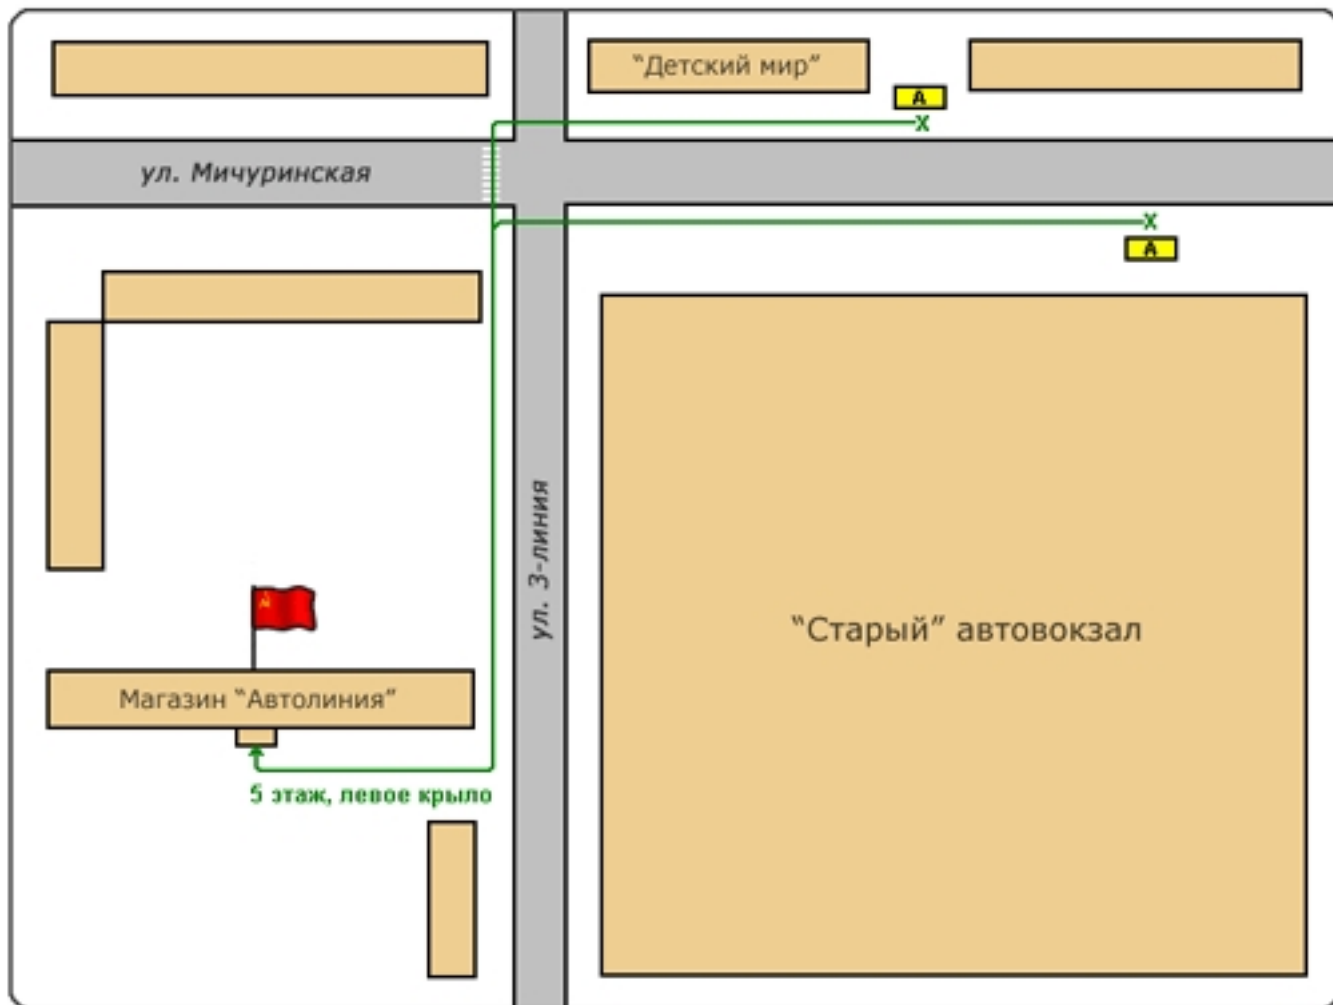 “Детский мир”
А
X
ул. Мичуринская
X
А
ул. 3-линия
“Старый” автовокзал
Магазин “Автолиния”
5 этаж, левое крыло